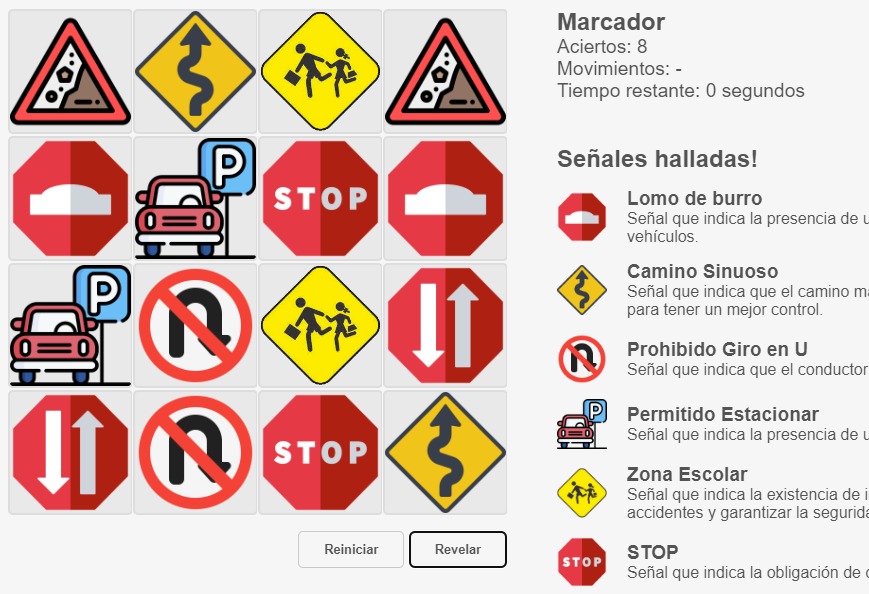 Marcador
Aciertos: 8
Movimientos: -
Tiempo restante: 0 segundos
P
STOP
P
STOP
Reiniciar
Revelar
Señales halladas!
Lomo de burro
Señal que indica la presencia de
vehículos.
Camino Sinuoso
Señal que indica que el camino
para tener un mejor control.
Prohibido Giro en U
Señal que indica que el conductor
P
Permitido Estacionar
Señal que indica la presencia de
Zona Escolar
Señal que indica la existencia de
accidentes y garantizar la
STOP
STOP
Señal que indica la obligación de